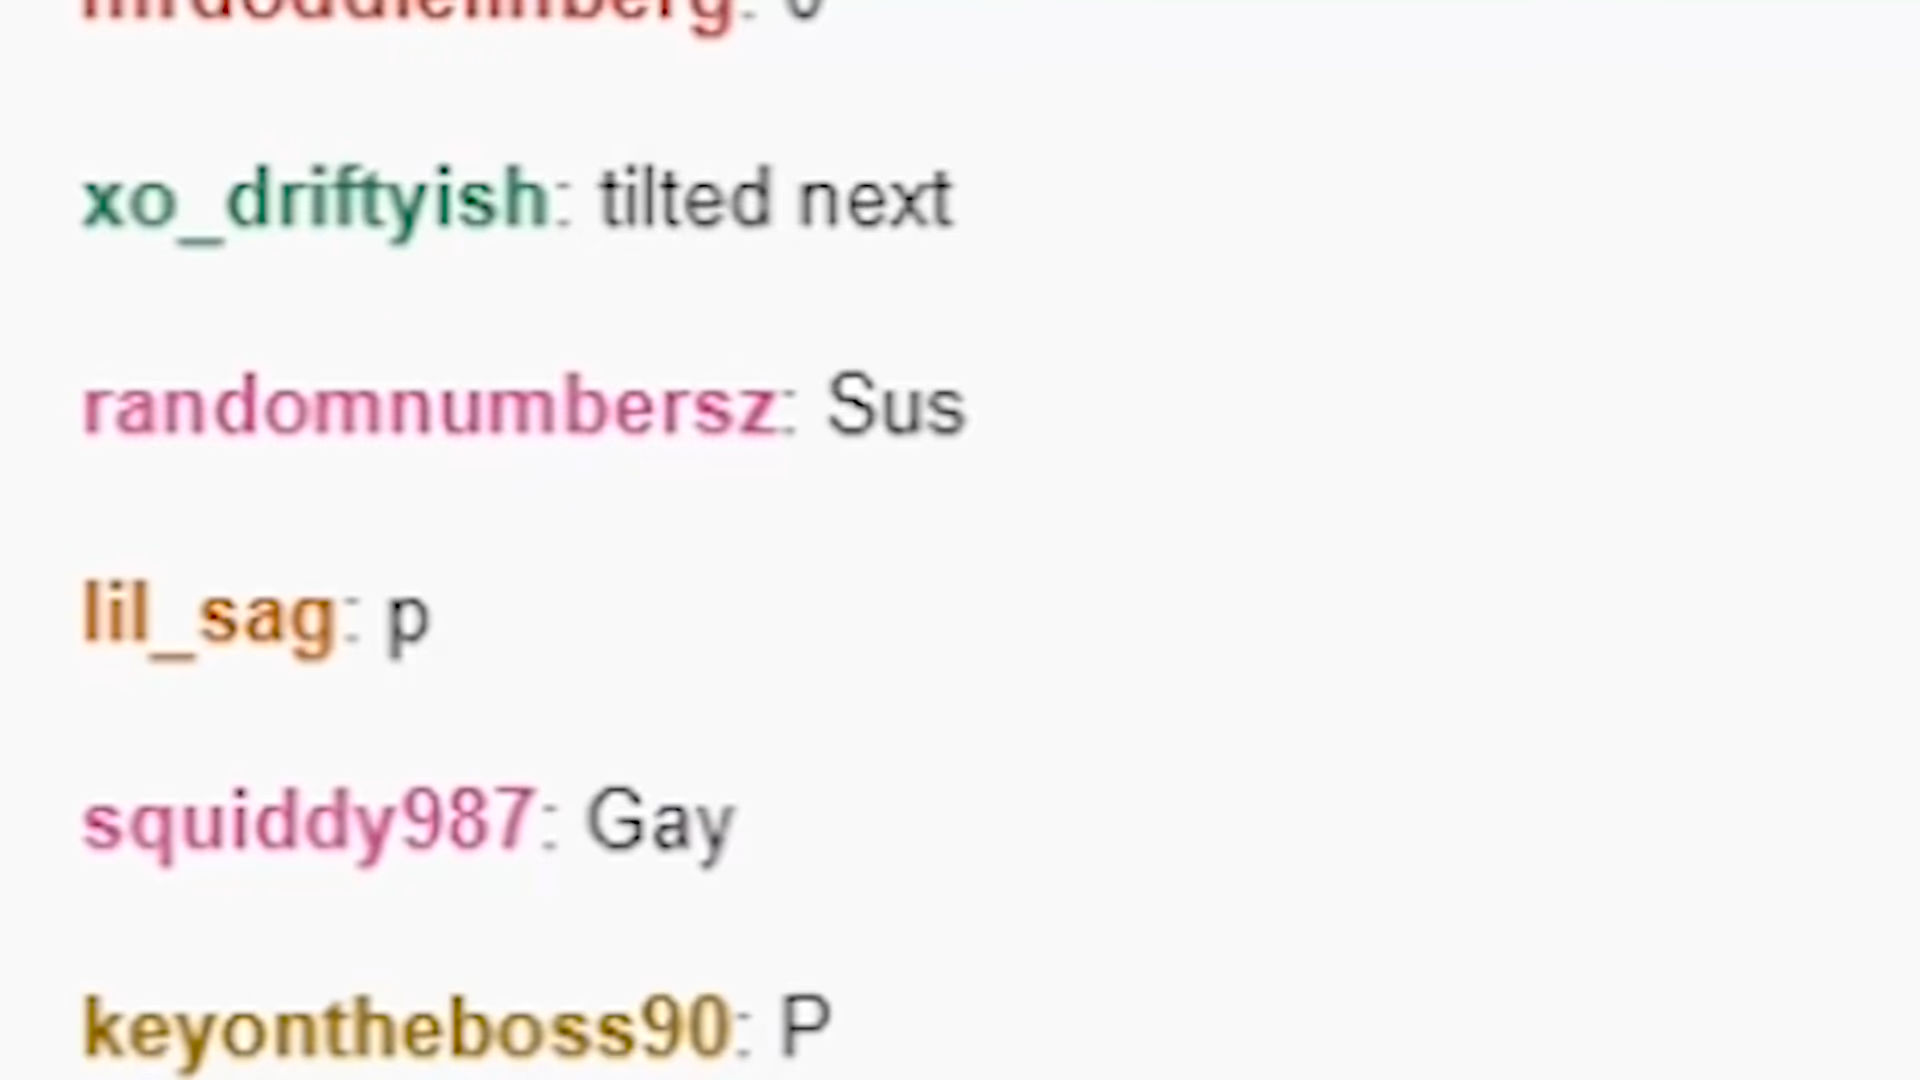 xo_driftyish: tilted next
randomnumbersz: Sus
lil_sag: p
squiddy987: Gay
keyontheboss90: P